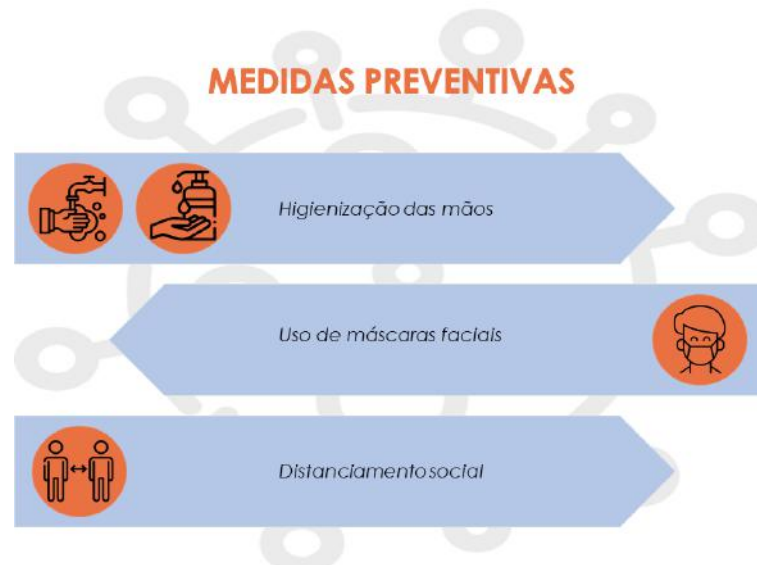 MEDIDAS PREVENTIVAS
Higienização das mãos
Uso de máscaras faciais
Distanciamento social